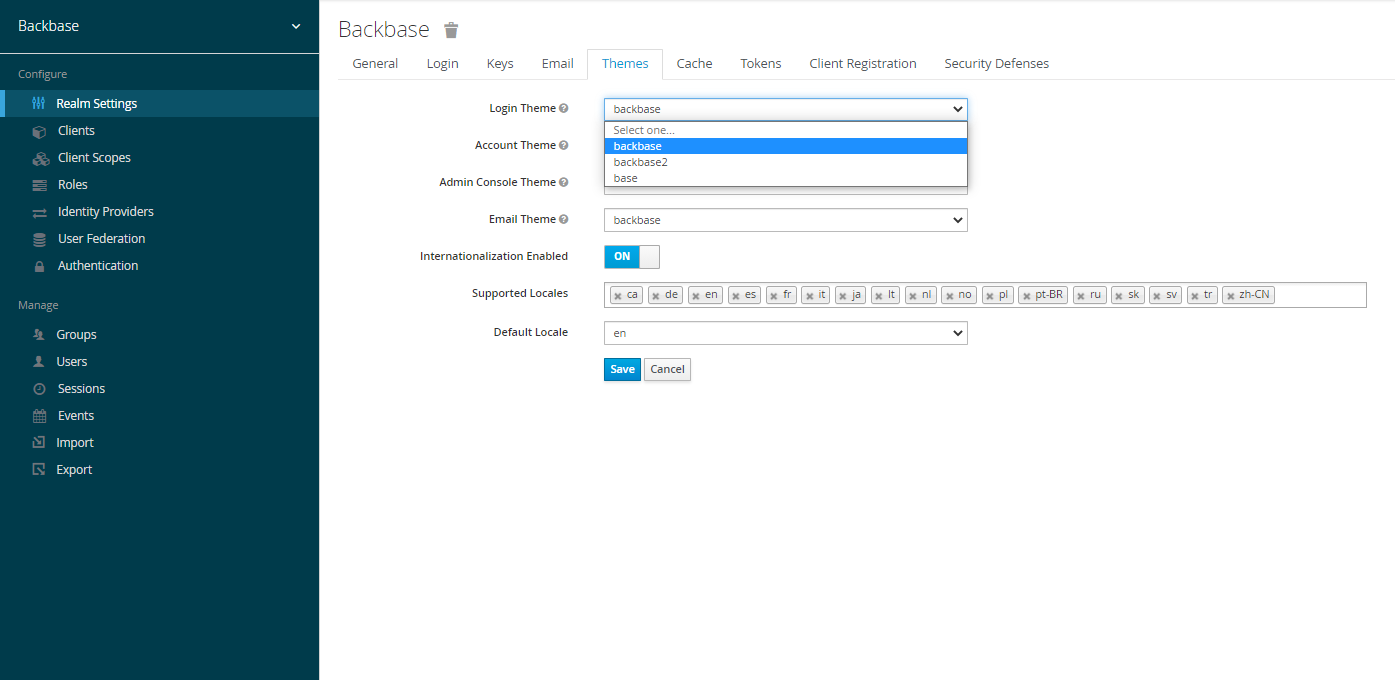 Backbase
Configure
Realm Settings
Clients
Client Scopes
Roles
Identity Providers
User Federation
Authentication
Manage
Groups
Users
Sessions
Events
Import
Export
Backbase
General Login Keys Email Themes Cache Tokens Client Registration Security Defenses
Login Theme backbase
Select one...
backbase
backbase2
base
Account Theme
Admin Console Theme
Email Theme backbase
Internationalization Enabled ON
Supported Locales ca de en es fr it ja lt nl no pl pt-BR ru sk sv tr zh-CN
Default Locale en
Save Cancel